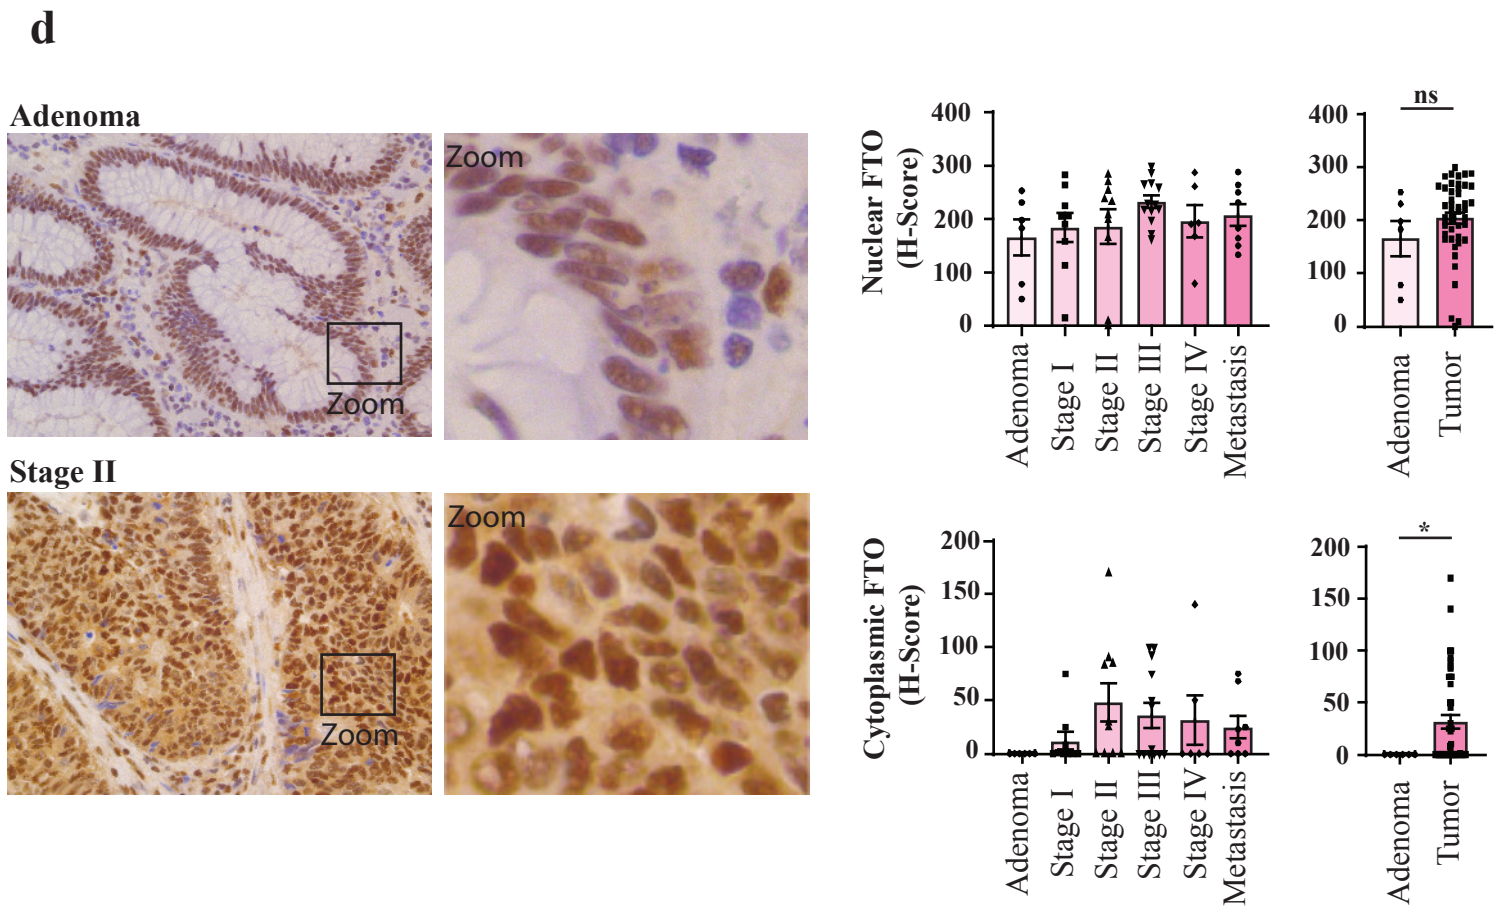 d
Adenoma
Zoom
Zoom
Stage II
Zoom
Zoom
Nuclear FTO
(H-Score)
400
300
200
100
0
Adenoma
Stage I
Stage II
Stage III
Stage IV
Metastasis
ns
400
300
200
100
0
Adenoma
Tumor
Cytoplasmic FTO
(H-Score)
200
150
100
50
0
Adenoma
Stage I
Stage II
Stage III
Stage IV
Metastasis
*
200
150
100
50
0
Adenoma
Tumor